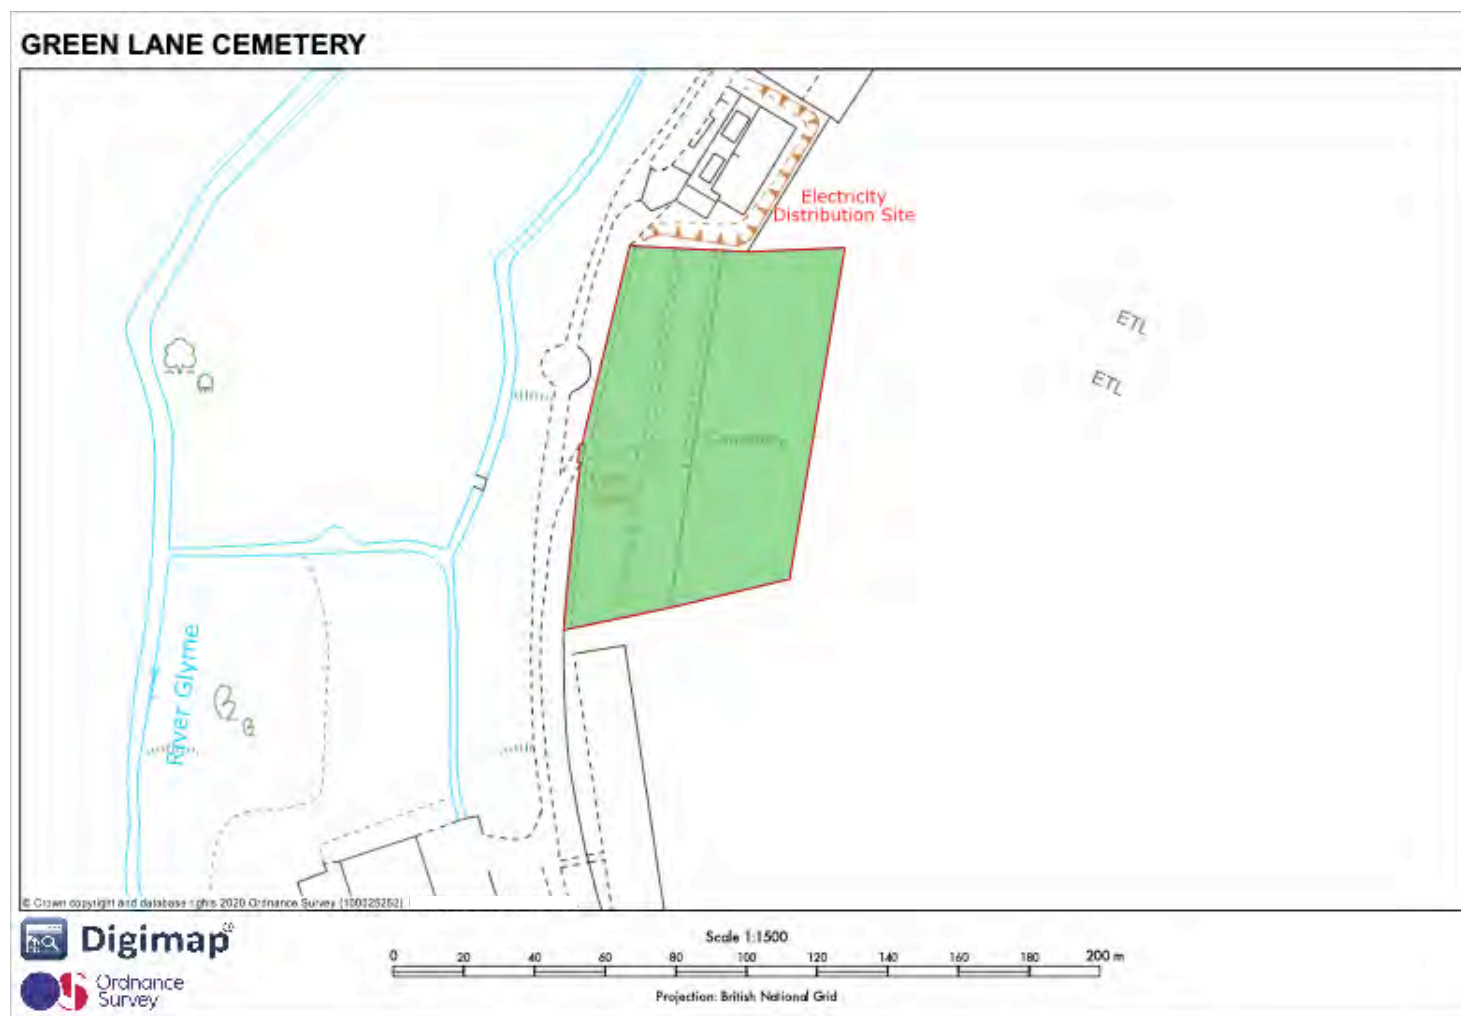 GREEN LANE CEMETERY
Electricity
Distribution Site
ETL
ETL
Cemetery
River Glyme
© Crown copyright and database rights 2020 Ordnance Survey (100025252)
Digimap®
Ordnance
Survey
Scale 1:1500
0 20 40 60 80 100 120 140 160 180 200 m
Projection: British National Grid